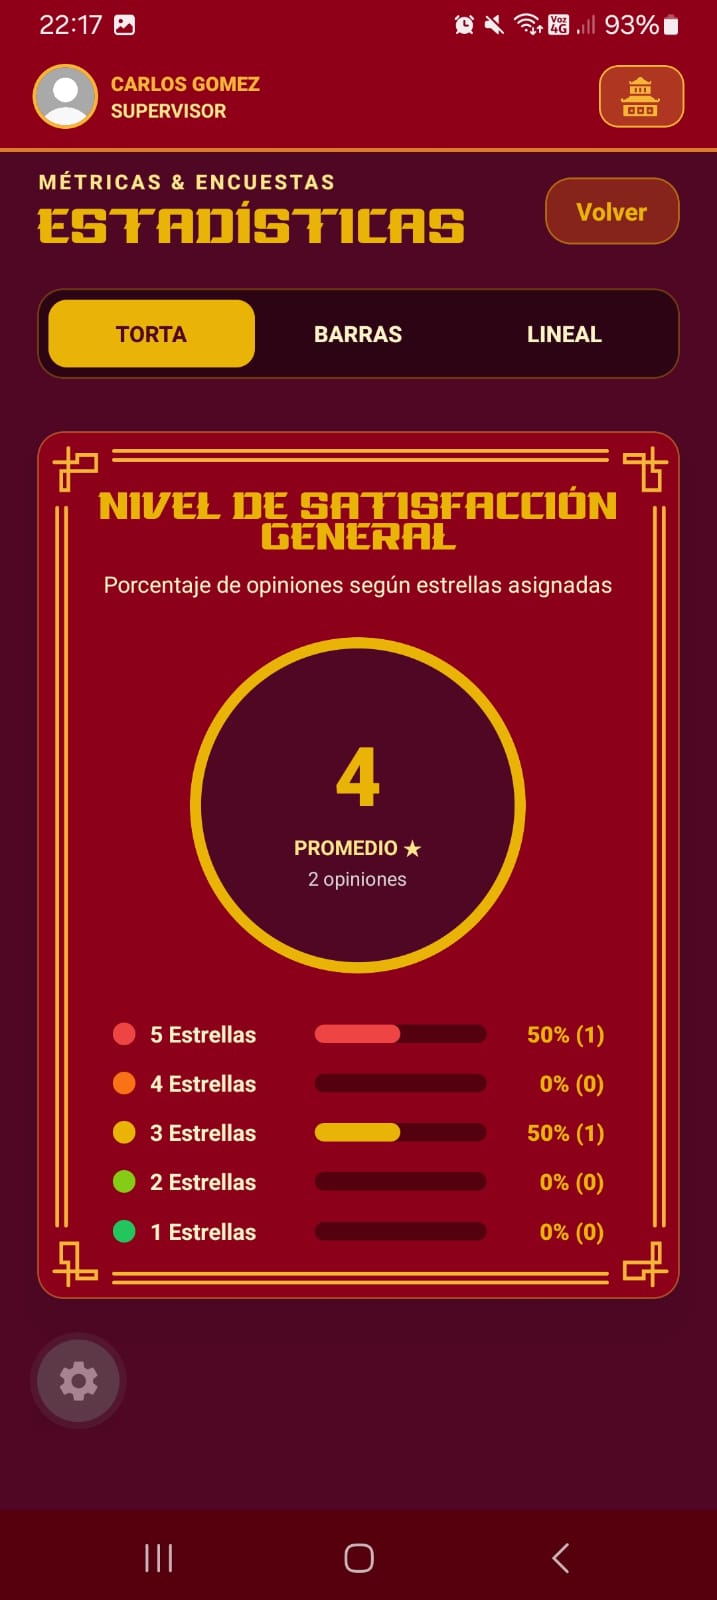 22:17
Voz 4G
93%
CARLOS GOMEZ
SUPERVISOR
MÉTRICAS & ENCUESTAS
ESTADÍSTICAS
Volver
TORTA
BARRAS
LINEAL
NIVEL DE SATISFACCIÓN
GENERAL
Porcentaje de opiniones según estrellas asignadas
4
PROMEDIO ★
2 opiniones
5 Estrellas 50% (1)
4 Estrellas 0% (0)
3 Estrellas 50% (1)
2 Estrellas 0% (0)
1 Estrellas 0% (0)